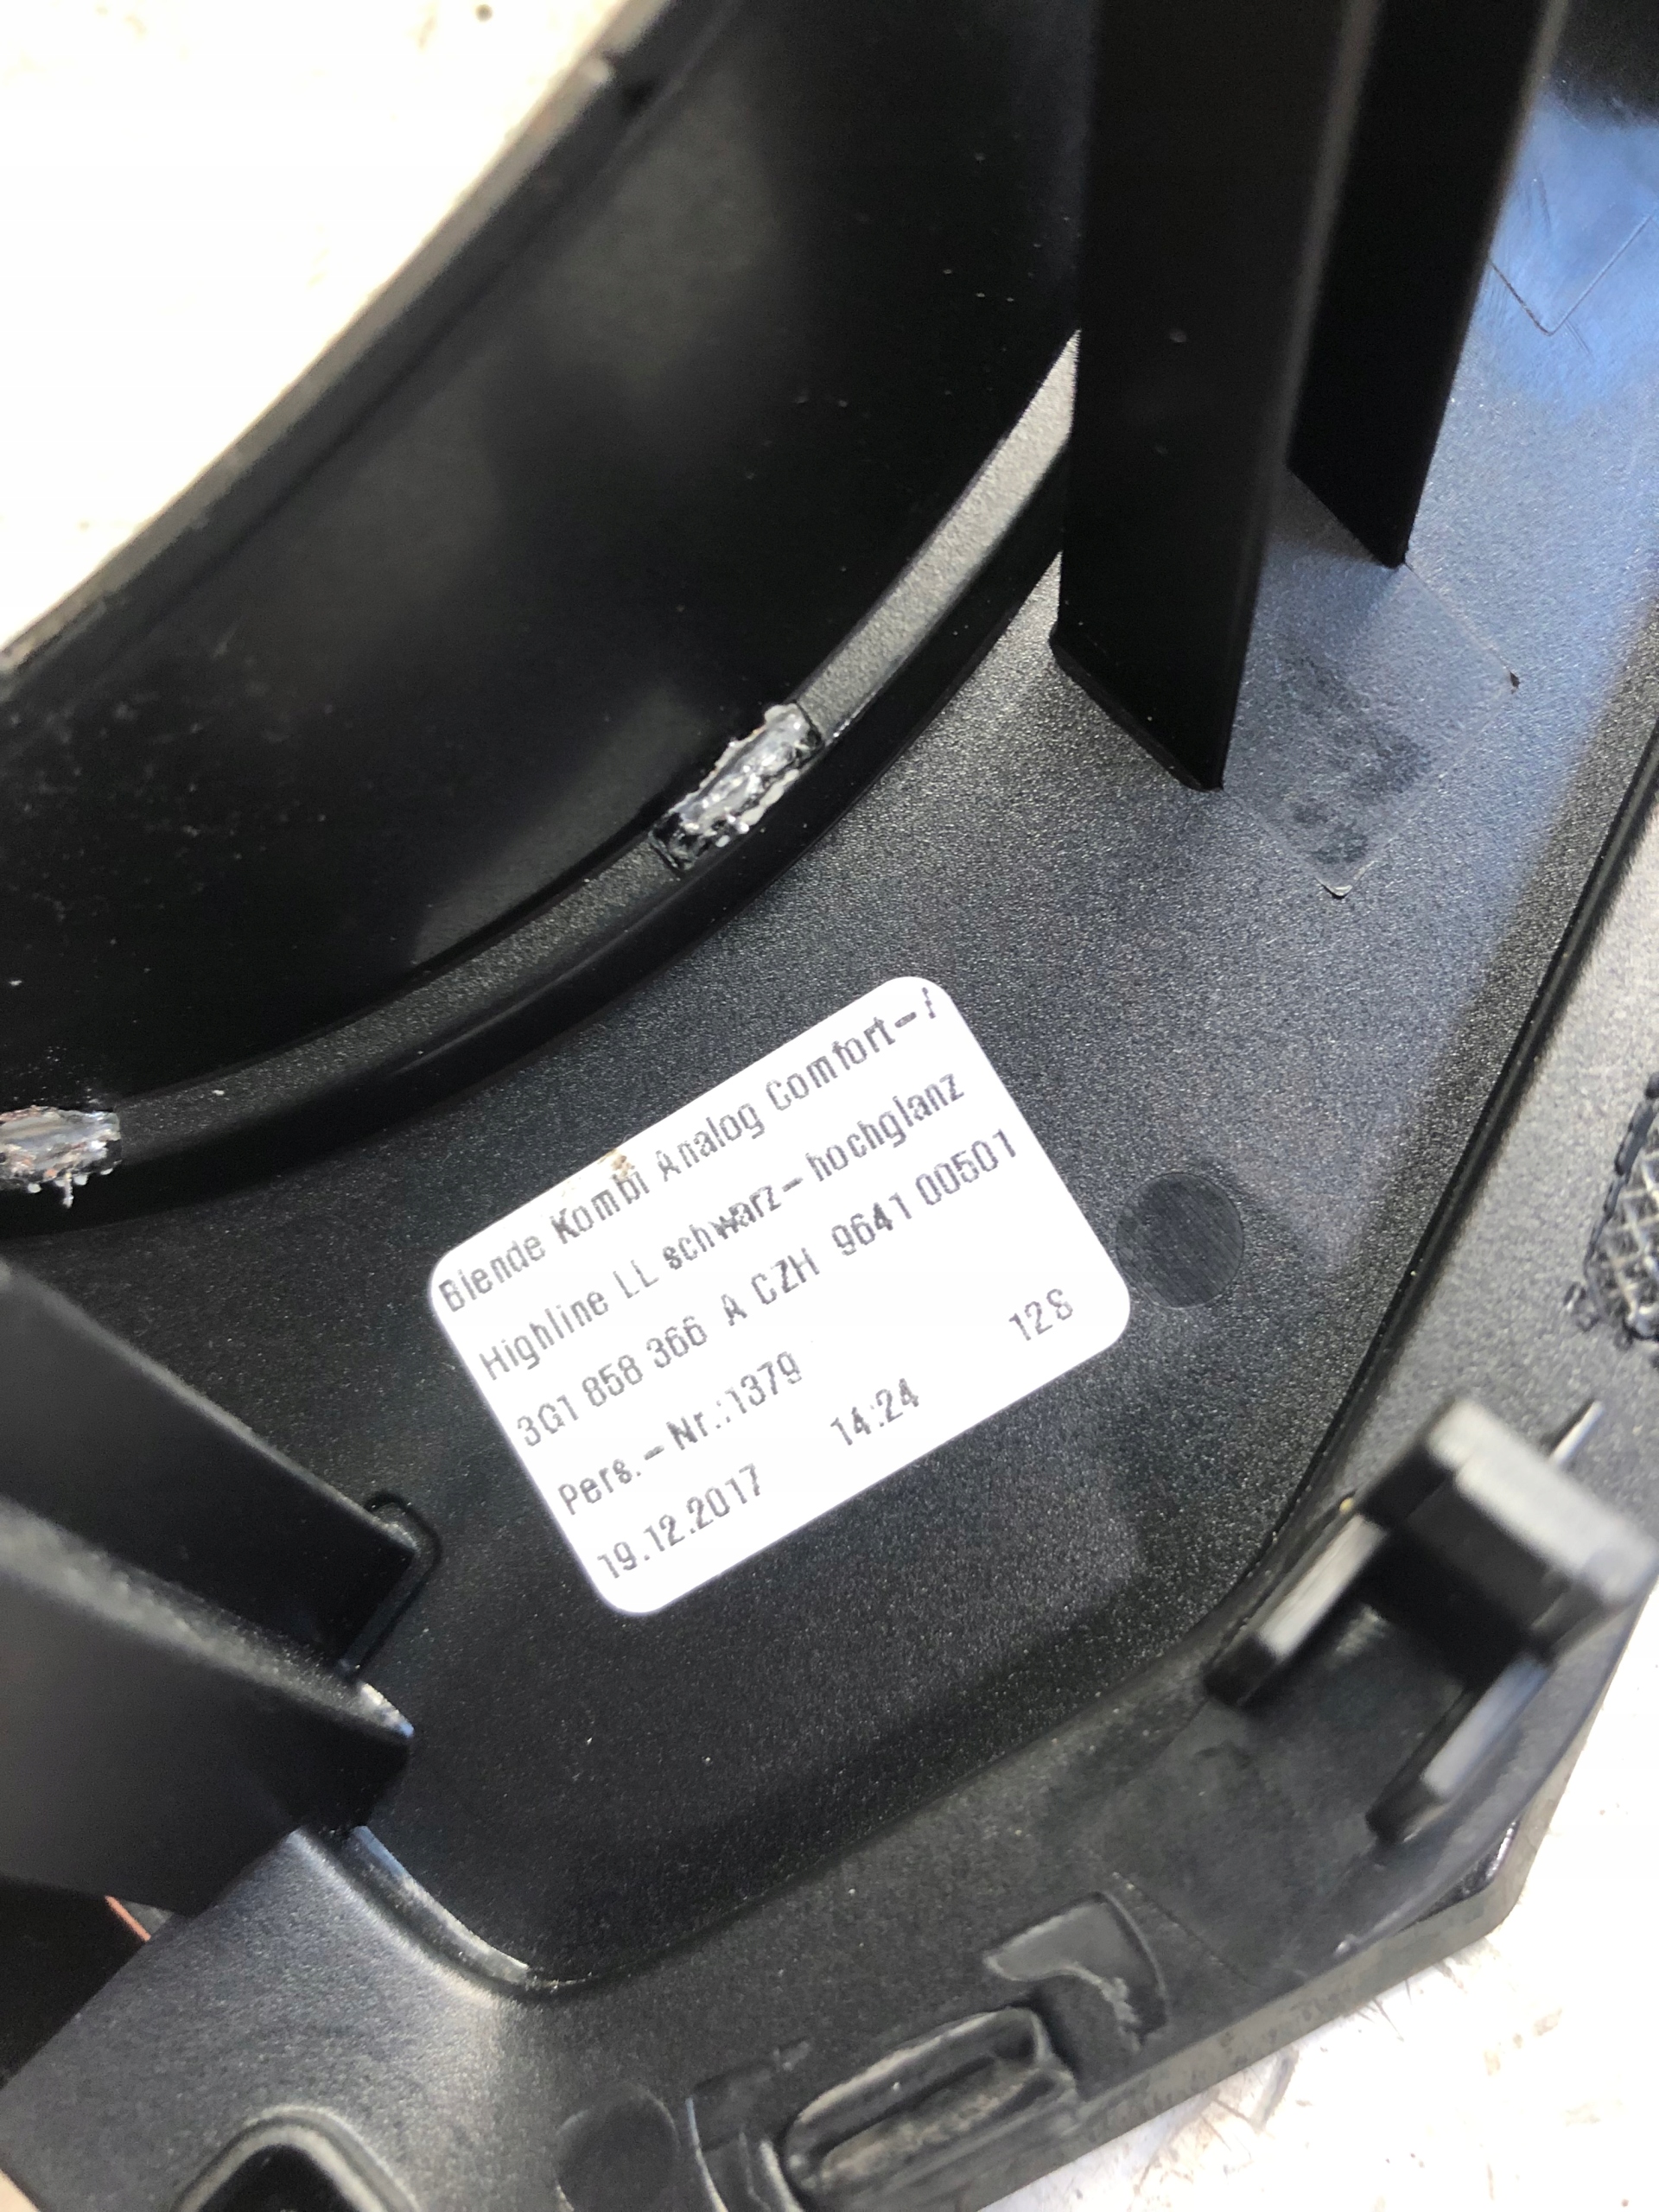 Blende Kombi Analog Comfort-/
Highline LL schwarz-hochglanz
3G1 858 366 A CZH 9641 00501
Pers.-Nr.:1379 12S
19.12.2017 14:24